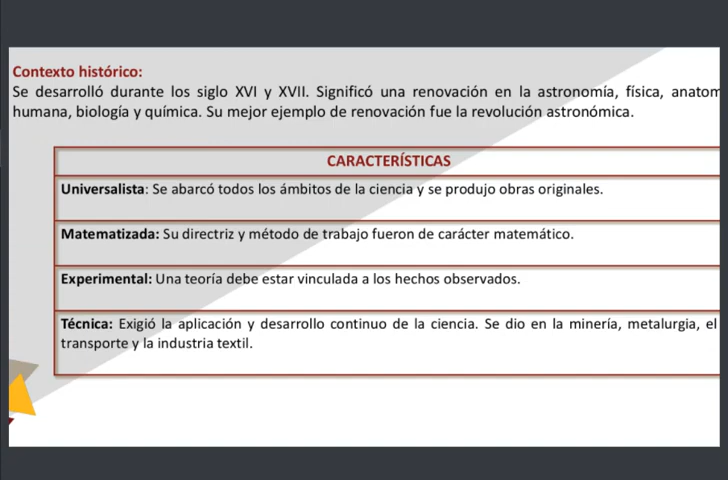 Contexto histórico:
Se desarrolló durante los siglo XVI y XVII. Significó una renovación en la astronomía, física, anatom
humana, biología y química. Su mejor ejemplo de renovación fue la revolución astronómica.
CARACTERÍSTICAS
Universalista: Se abarcó todos los ámbitos de la ciencia y se produjo obras originales.
Matematizada: Su directriz y método de trabajo fueron de carácter matemático.
Experimental: Una teoría debe estar vinculada a los hechos observados.
Técnica: Exigió la aplicación y desarrollo continuo de la ciencia. Se dio en la minería, metalurgia, el
transporte y la industria textil.